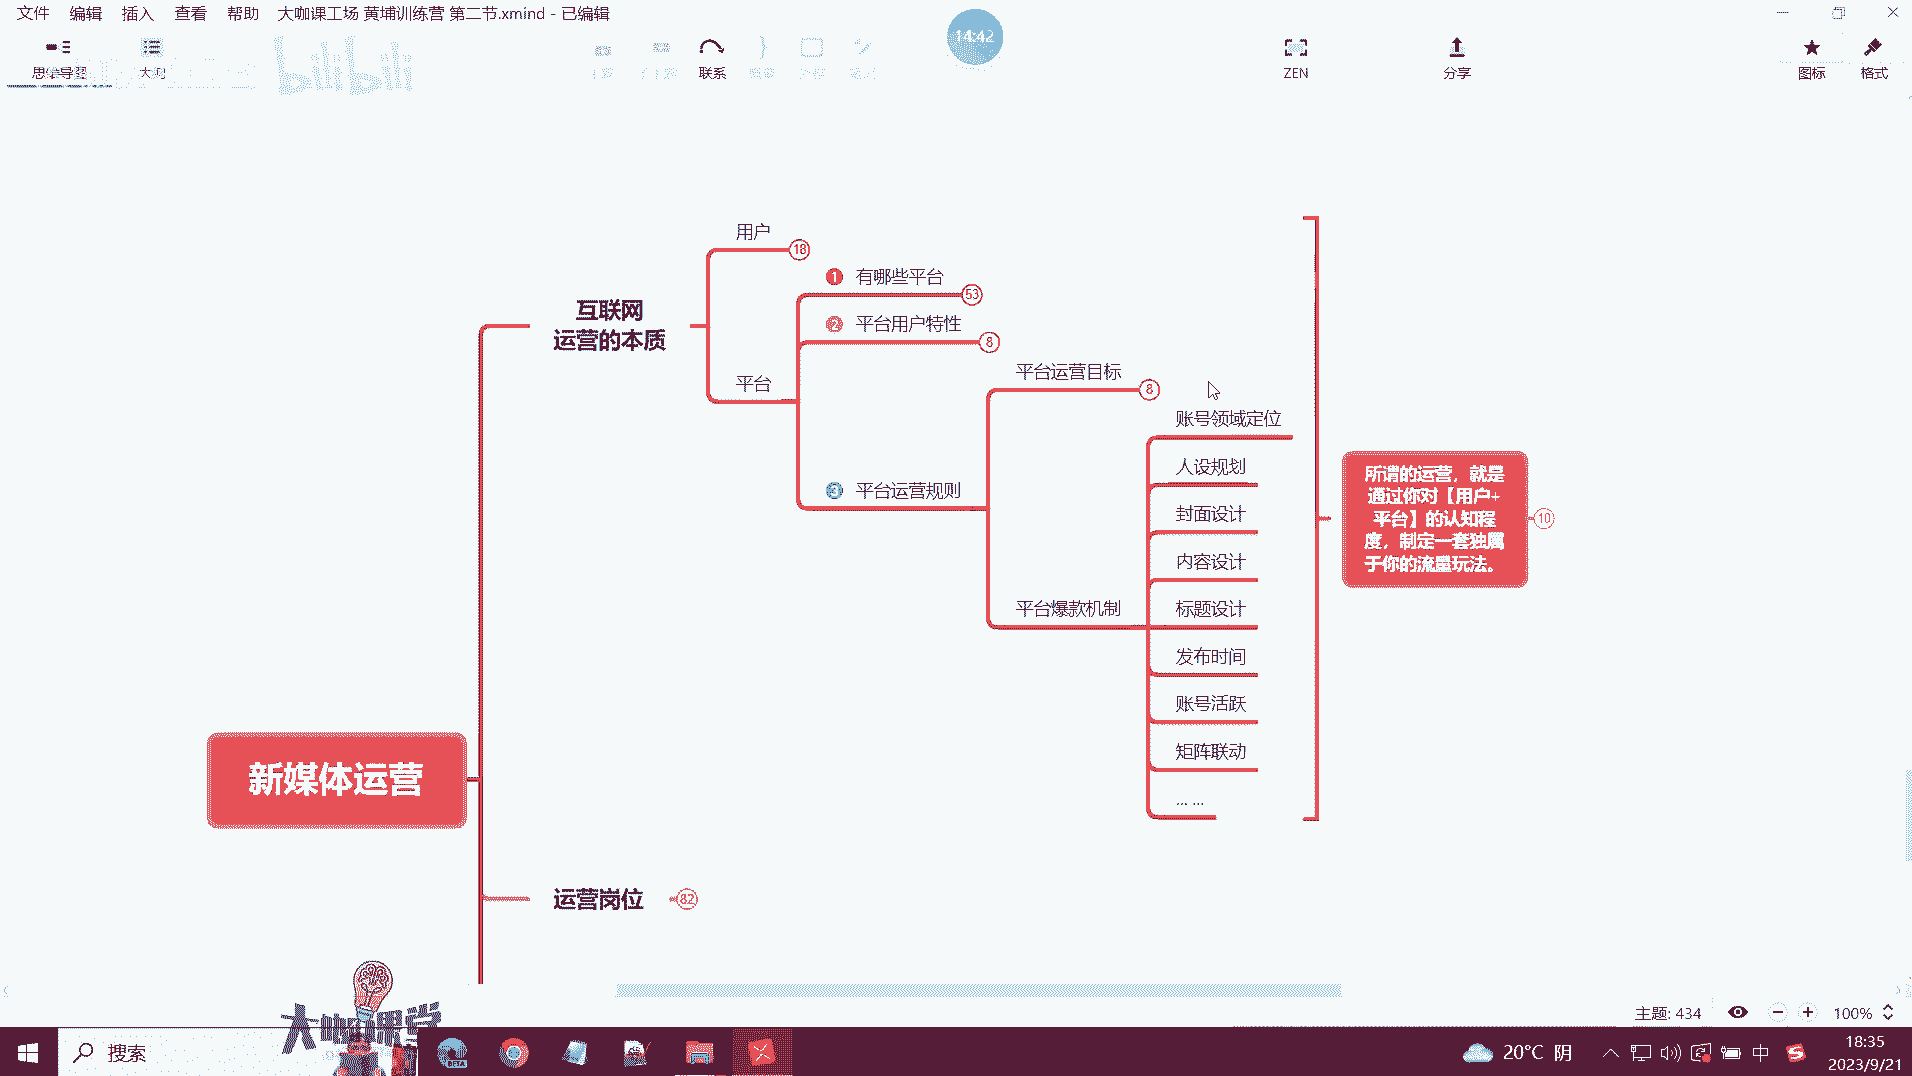 文件 编辑 插入 查看 帮助 大咖课工场 黄埔训练营 第二节.xmind - 已编辑
14:42
思维导图 大纲
bilibili
联系
ZEN
分享
图标
格式
用户
18
1 有哪些平台
53
互联网
运营的本质
2 平台用户特性
8
平台运营目标
8
平台
账号领域定位
人设规划
3 平台运营规则
封面设计
内容设计
平台爆款机制
标题设计
发布时间
账号活跃
矩阵联动
... ...
所谓的运营，就是
通过你对【用户+
平台】的认知程
度，制定一套独属
于你的流量玩法。
10
新媒体运营
运营岗位
82
大咖课堂
主题: 434
100%
搜索
BETA
20°C 阴
中
18:35
2023/9/21